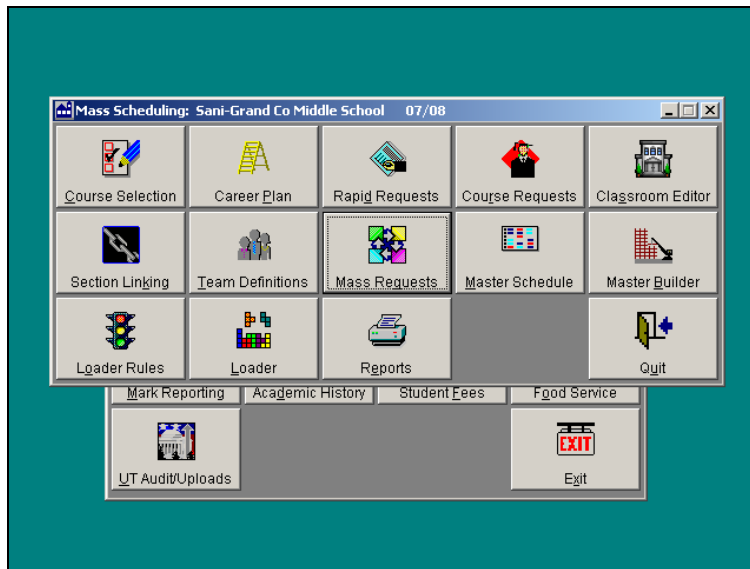 Mass Scheduling: Sani-Grand Co Middle School 07/08
Course Selection Career Plan Rapid Requests Course Requests Classroom Editor
Section Linking Team Definitions Mass Requests Master Schedule Master Builder
Loader Rules Loader Reports Quit
Mark Reporting Academic History Student Fees Food Service
EXIT
UT Audit/Uploads Exit